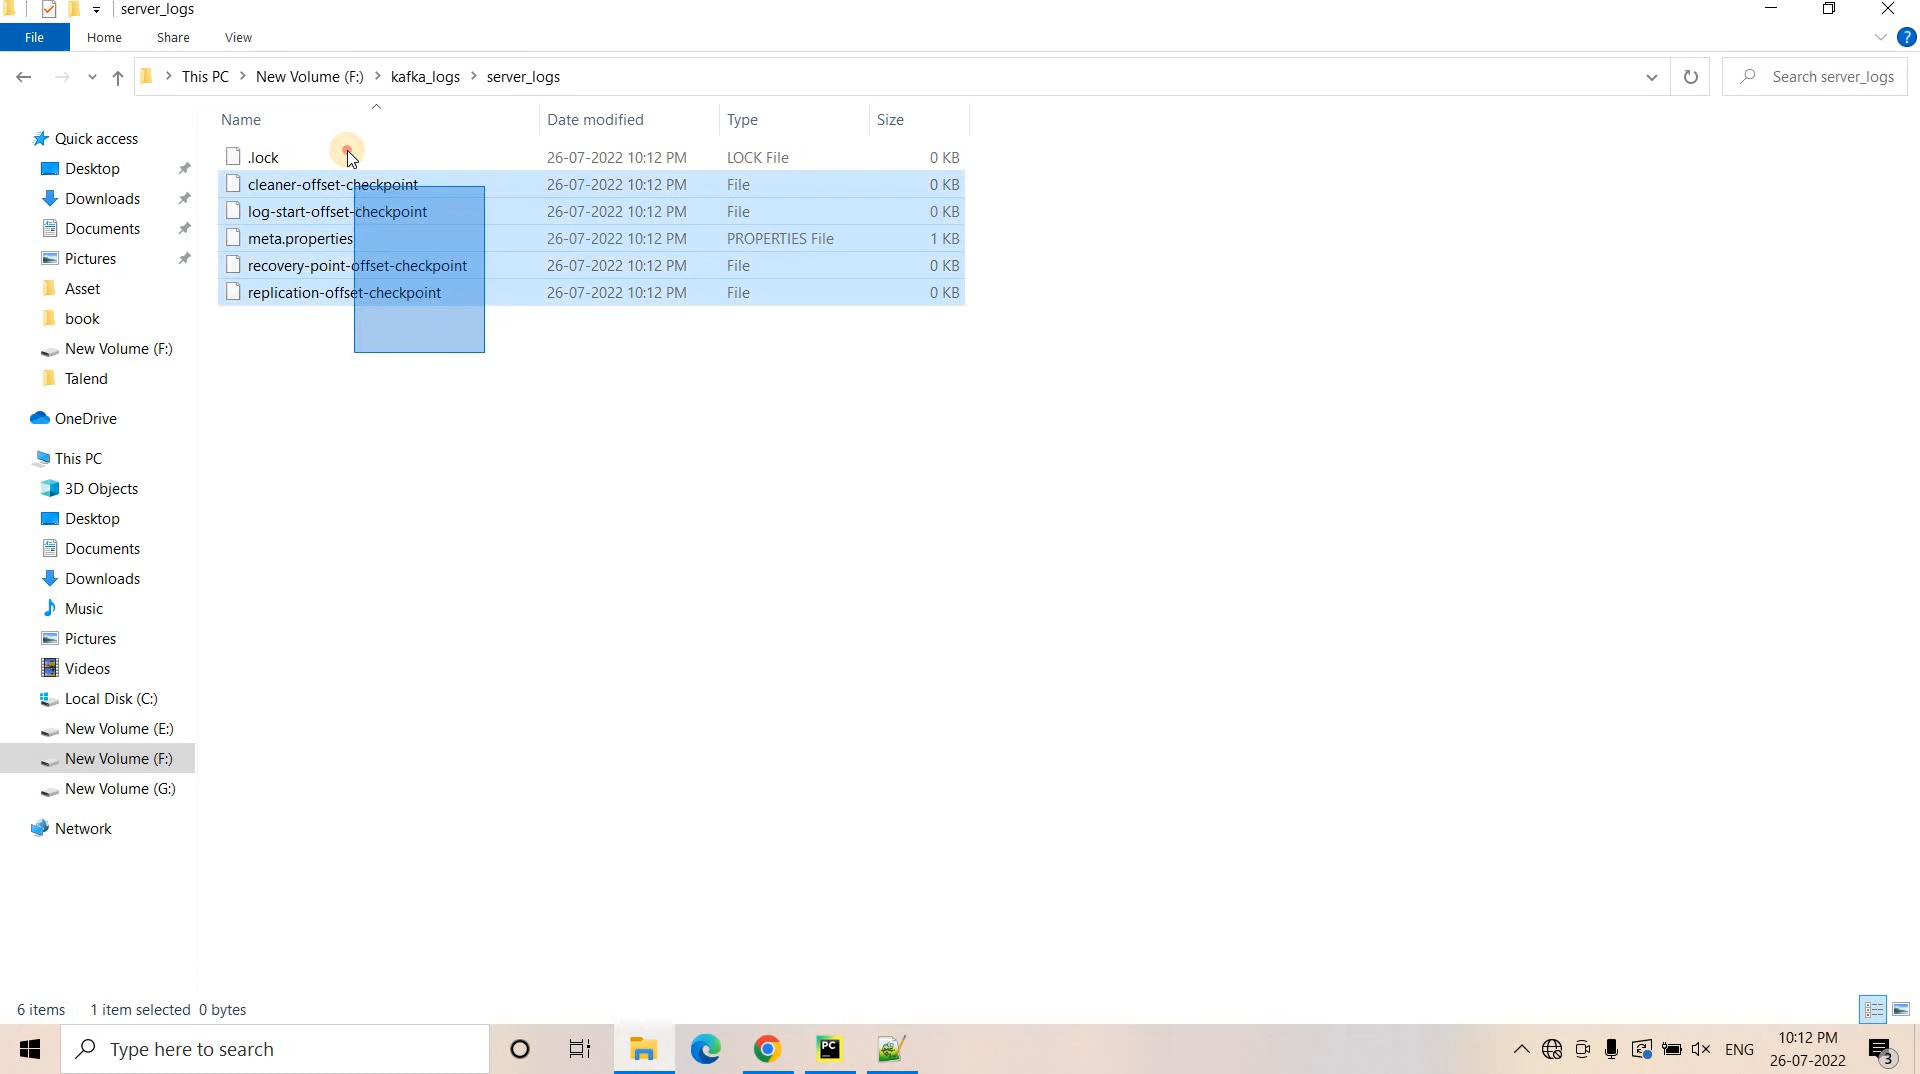 server_logs
File Home Share View
This PC New Volume (F:) kafka_logs server_logs
Search server_logs
Name Date modified Type Size
.lock 26-07-2022 10:12 PM LOCK File 0 KB
cleaner-offset-checkpoint 26-07-2022 10:12 PM File 0 KB
log-start-offset-checkpoint 26-07-2022 10:12 PM File 0 KB
meta.properties 26-07-2022 10:12 PM PROPERTIES File 1 KB
recovery-point-offset-checkpoint 26-07-2022 10:12 PM File 0 KB
replication-offset-checkpoint 26-07-2022 10:12 PM File 0 KB
Quick access
Desktop
Downloads
Documents
Pictures
Asset
book
New Volume (F:)
Talend
OneDrive
This PC
3D Objects
Desktop
Documents
Downloads
Music
Pictures
Videos
Local Disk (C:)
New Volume (E:)
New Volume (F:)
New Volume (G:)
Network
6 items 1 item selected 0 bytes
Type here to search
PC
ENG
10:12 PM
26-07-2022
3